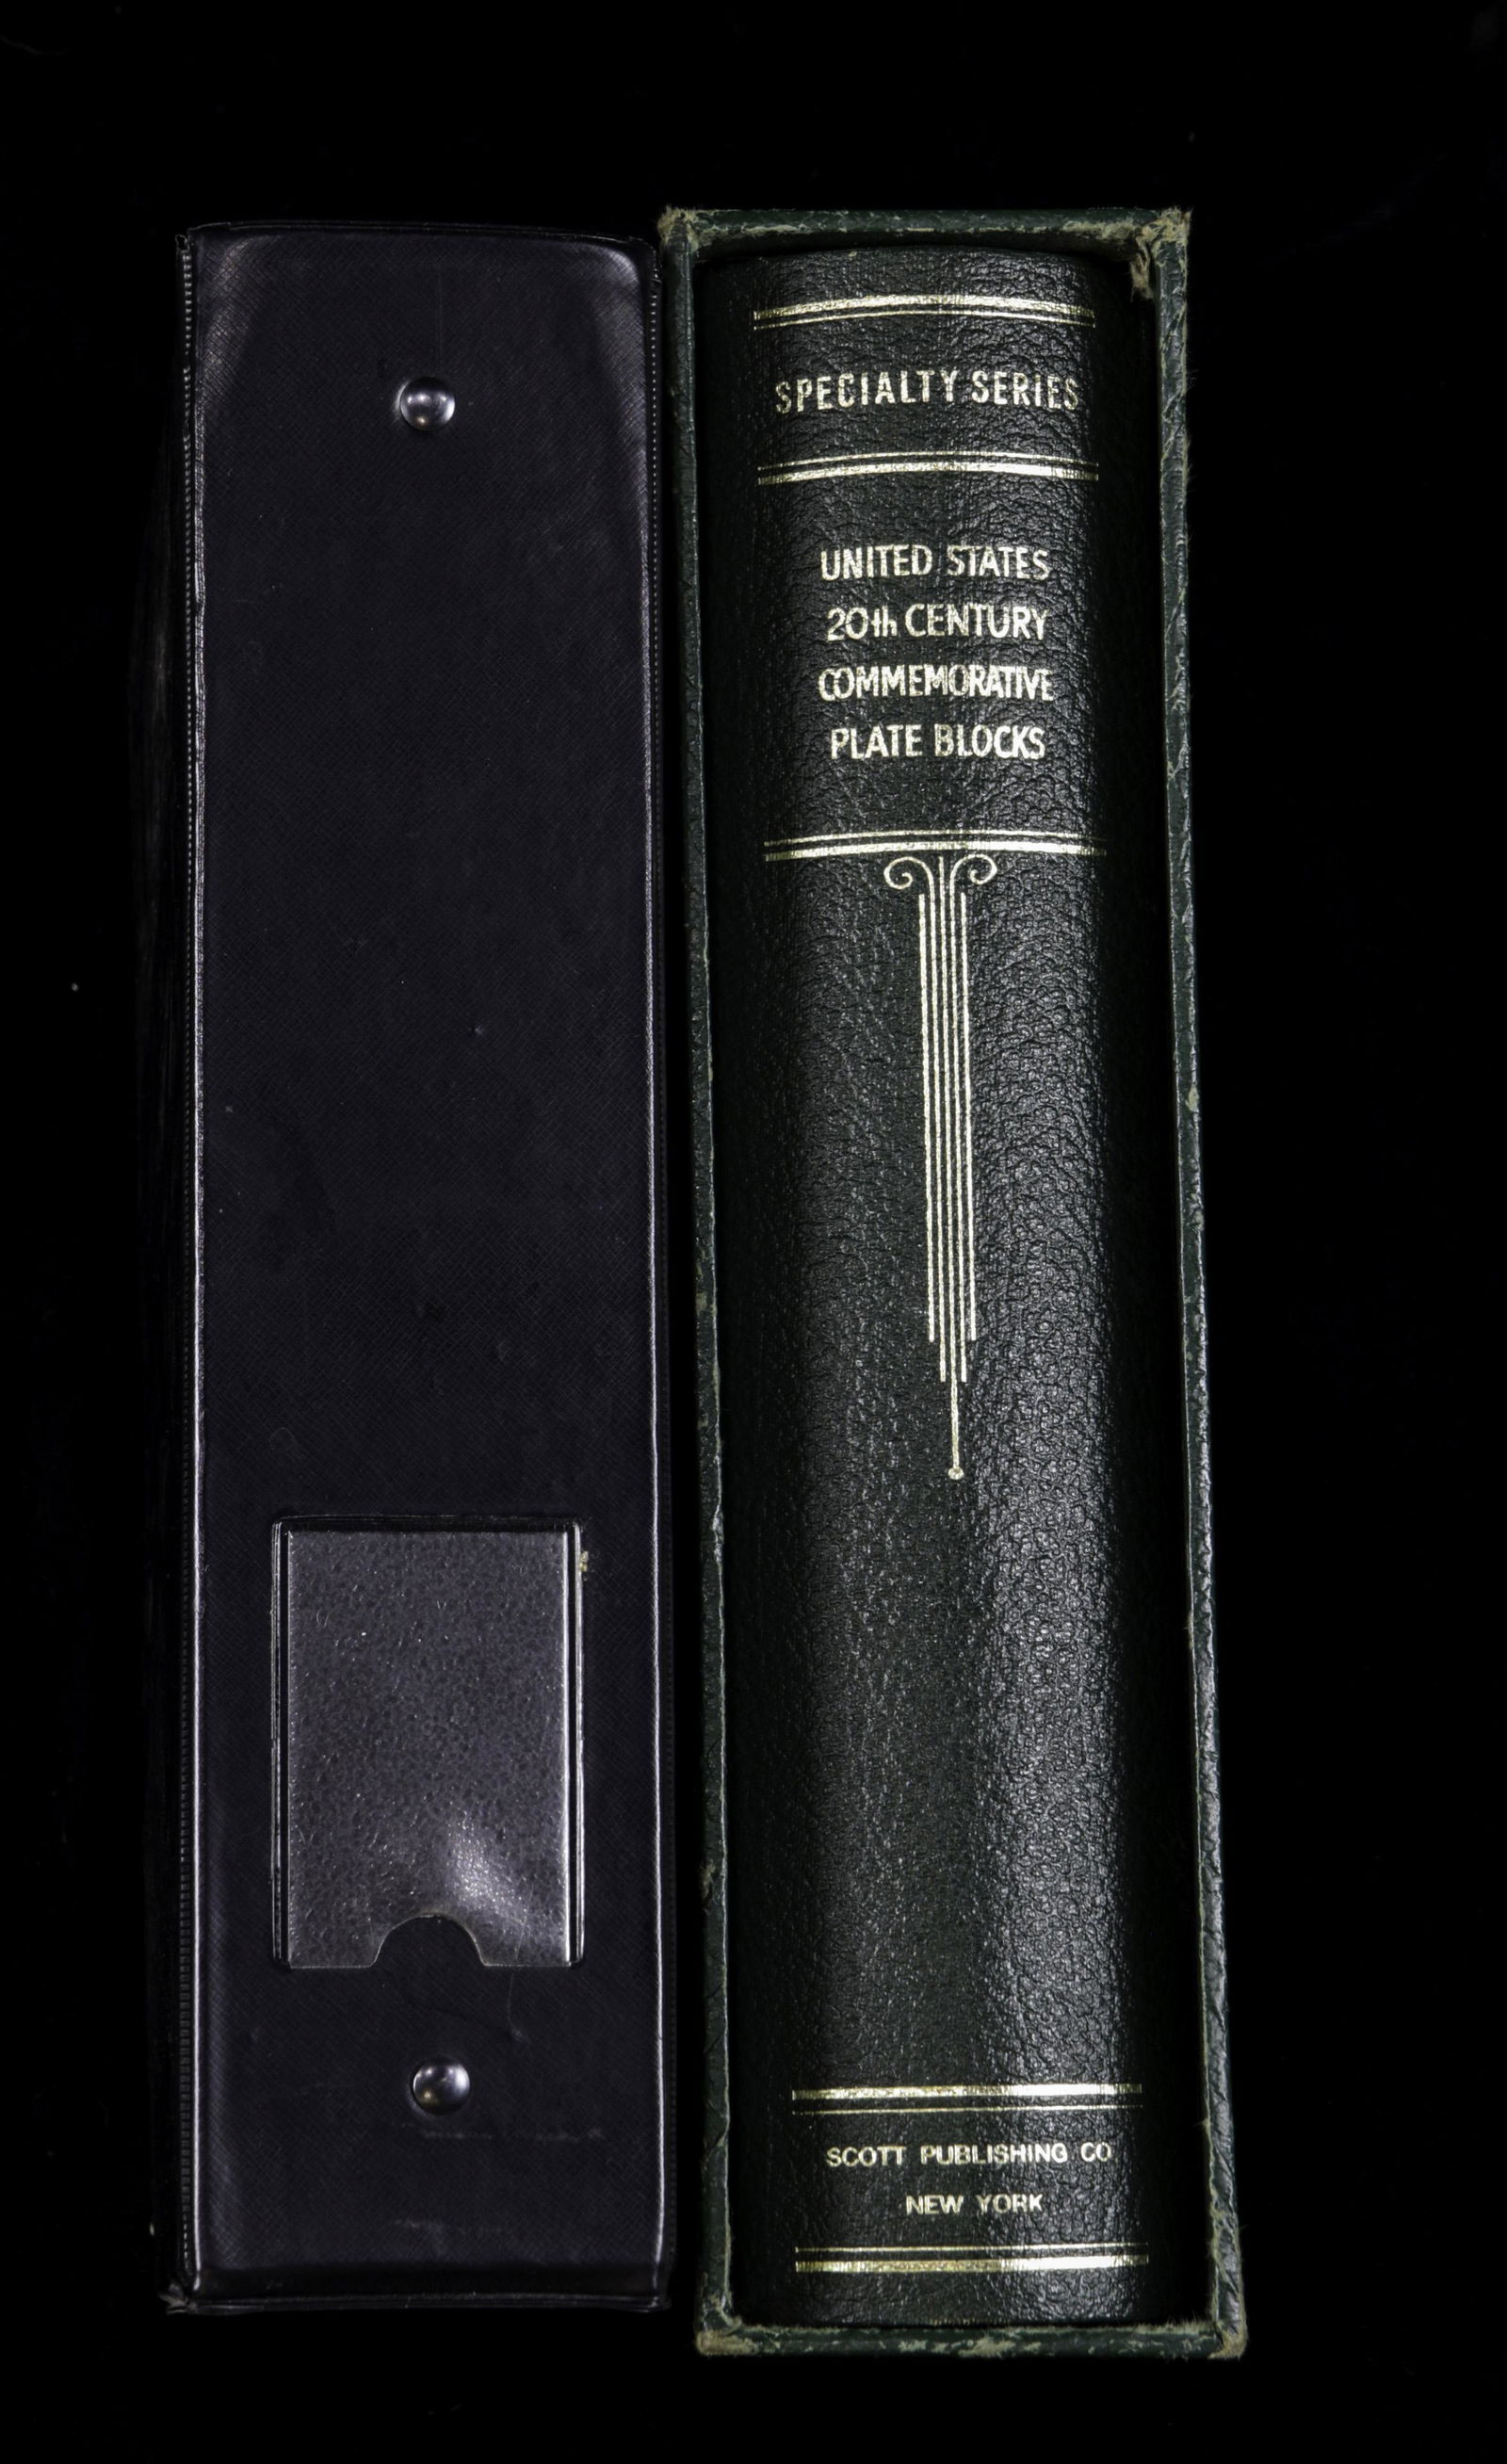 SPECIALTY SERIES
UNITED STATES
20th CENTURY
COMMEMORATIVE
PLATE BLOCKS
SCOTT PUBLISHING CO
NEW YORK